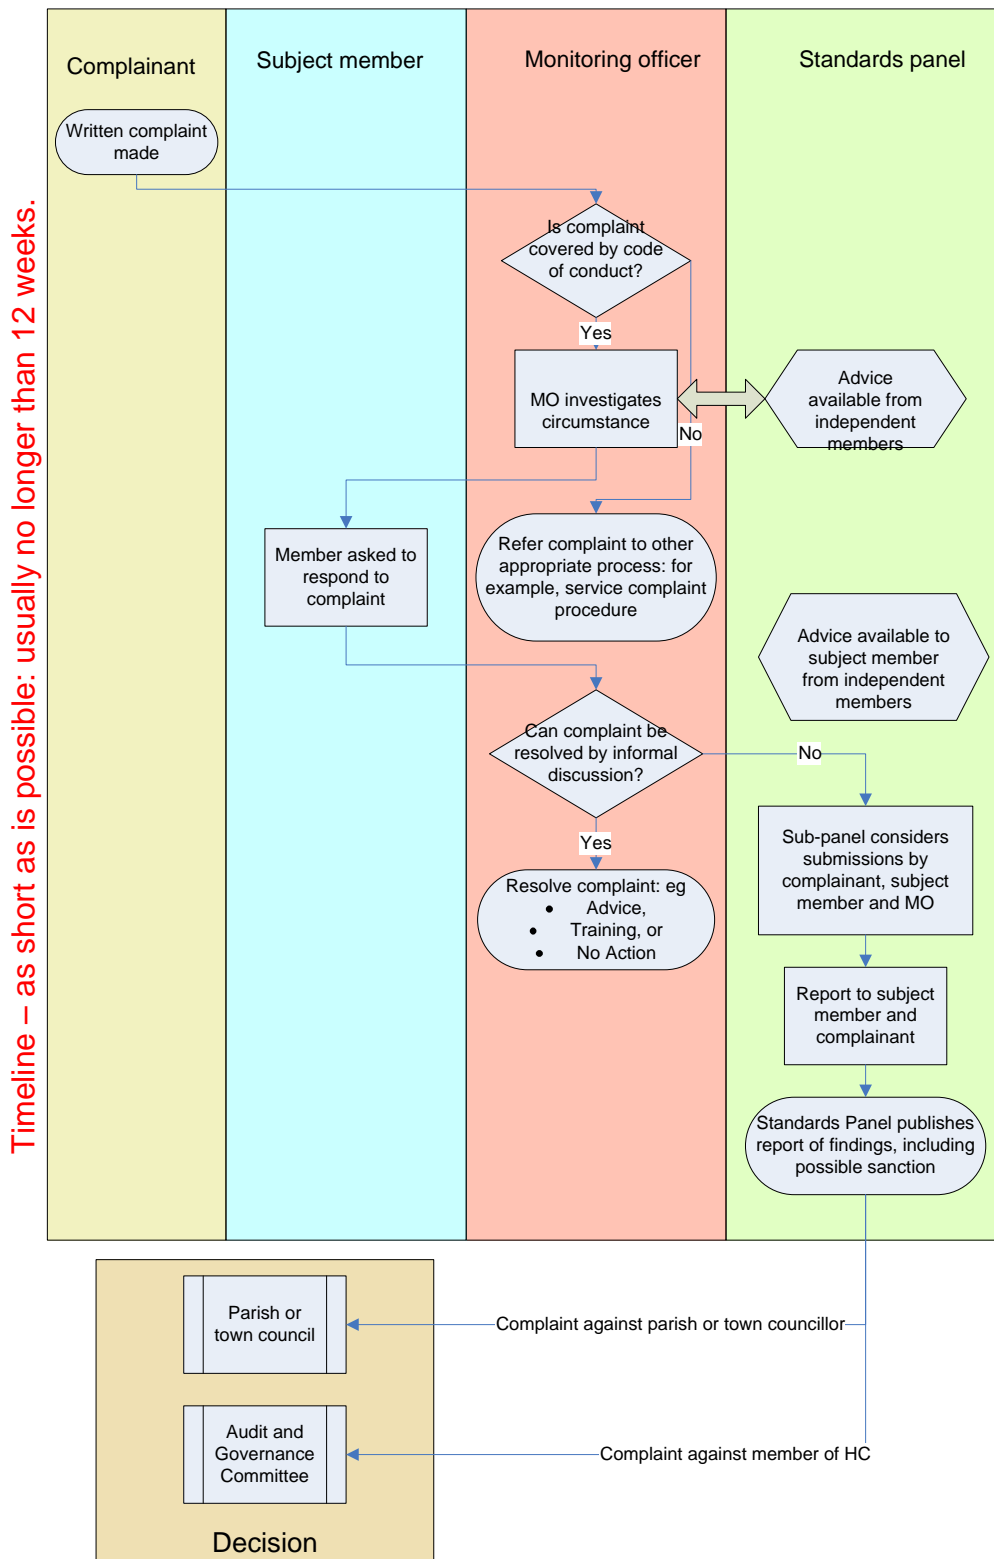 Timeline – as short as is possible: usually no longer than 12 weeks.
Complainant
Subject member
Monitoring officer
Standards panel
Written complaint
made
Is complaint
covered by code
of conduct?
Yes
No
MO investigates
circumstance
Advice
available from
independent
members
Member asked to
respond to
complaint
Refer complaint to other
appropriate process: for
example, service complaint
procedure
Advice available to
subject member
from independent
members
Can complaint be
resolved by informal
discussion?
No
Yes
Sub-panel considers
submissions by
complainant, subject
member and MO
Resolve complaint: eg
• Advice,
• Training, or
• No Action
Report to subject
member and
complainant
Standards Panel publishes
report of findings, including
possible sanction
Parish or
town council
Complaint against parish or town councillor
Audit and
Governance
Committee
Complaint against member of HC
Decision